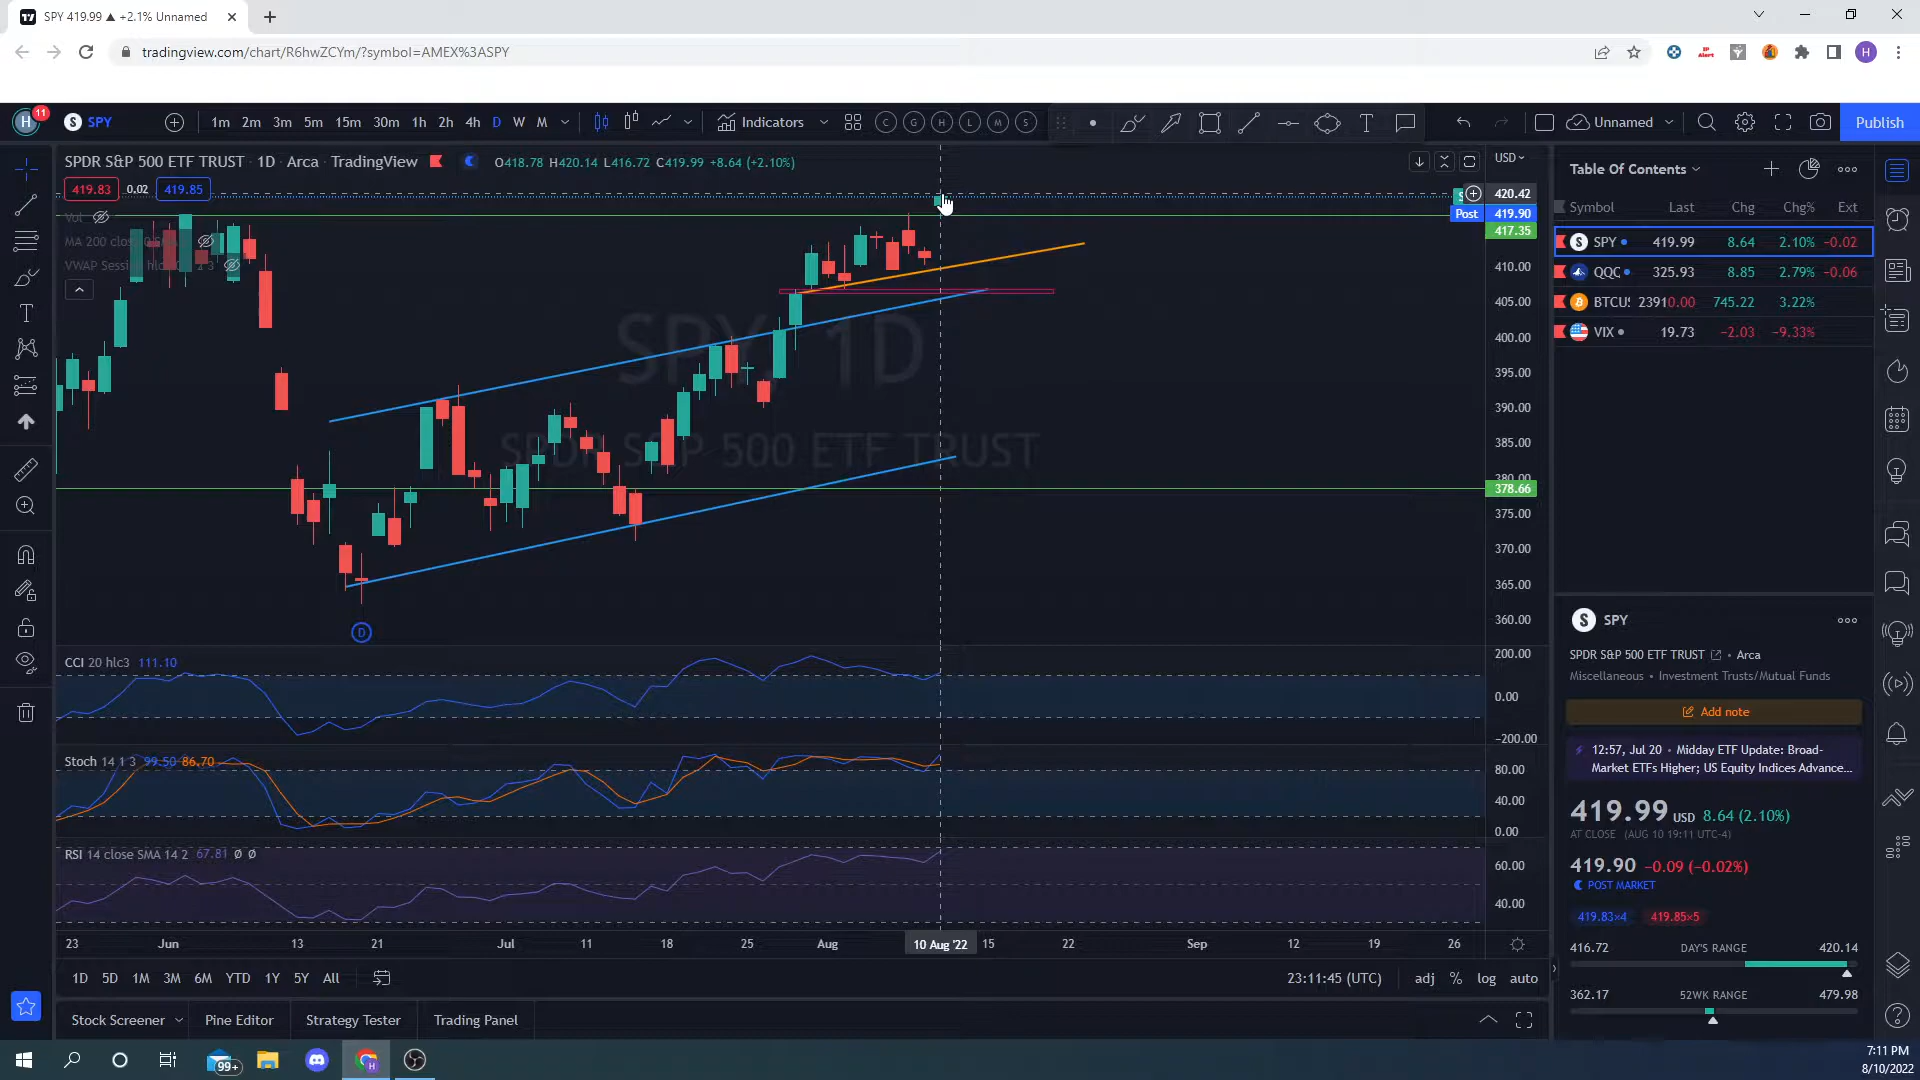 SPY 419.99 ▲ +2.1% Unnamed
tradingview.com/chart/R6hwZCYm/?symbol=AMEX%3ASPY
H
H 11 S SPY 1m 2m 3m 5m 15m 30m 1h 2h 4h D W M Indicators C G H L M S T Unnamed Publish
SPDR S&P 500 ETF TRUST · 1D · Arca · TradingView O418.78 H420.14 L416.72 C419.99 +8.64 (+2.10%)
419.83 0.02 419.85
Vol
MA 200 close
VWAP Session
SPY, 1D
SPDR S&P 500 ETF TRUST
D
USD
420.42
Post 419.90
417.35
410.00
405.00
400.00
395.00
390.00
385.00
380.00
378.66
375.00
370.00
365.00
360.00
CCI 20 hlc3 111.10
200.00
0.00
−200.00
Stoch 14 1 3 99.50 86.70
80.00
40.00
0.00
RSI 14 close SMA 14 2 67.81 Ø Ø
60.00
40.00
23 Jun 13 21 Jul 11 18 25 Aug 10 Aug '22 15 22 Sep 12 19 26
1D 5D 1M 3M 6M YTD 1Y 5Y All 23:11:45 (UTC) adj % log auto
Stock Screener Pine Editor Strategy Tester Trading Panel
Table Of Contents
Symbol Last Chg Chg% Ext
SPY 419.99 8.64 2.10% −0.02
QQQ 325.93 8.85 2.79% −0.06
BTCUS 23910.00 745.22 3.22%
VIX 19.73 −2.03 −9.33%
S SPY
SPDR S&P 500 ETF TRUST • Arca
Miscellaneous • Investment Trusts/Mutual Funds
Add note
12:57, Jul 20 • Midday ETF Update: Broad-
Market ETFs Higher; US Equity Indices Advance...
419.99 USD 8.64 (2.10%)
AT CLOSE (AUG 10 19:11 UTC-4)
419.90 −0.09 (−0.02%)
POST MARKET
419.83×4 419.85×5
416.72 DAY'S RANGE 420.14
362.17 52WK RANGE 479.98
99+
7:11 PM
8/10/2022